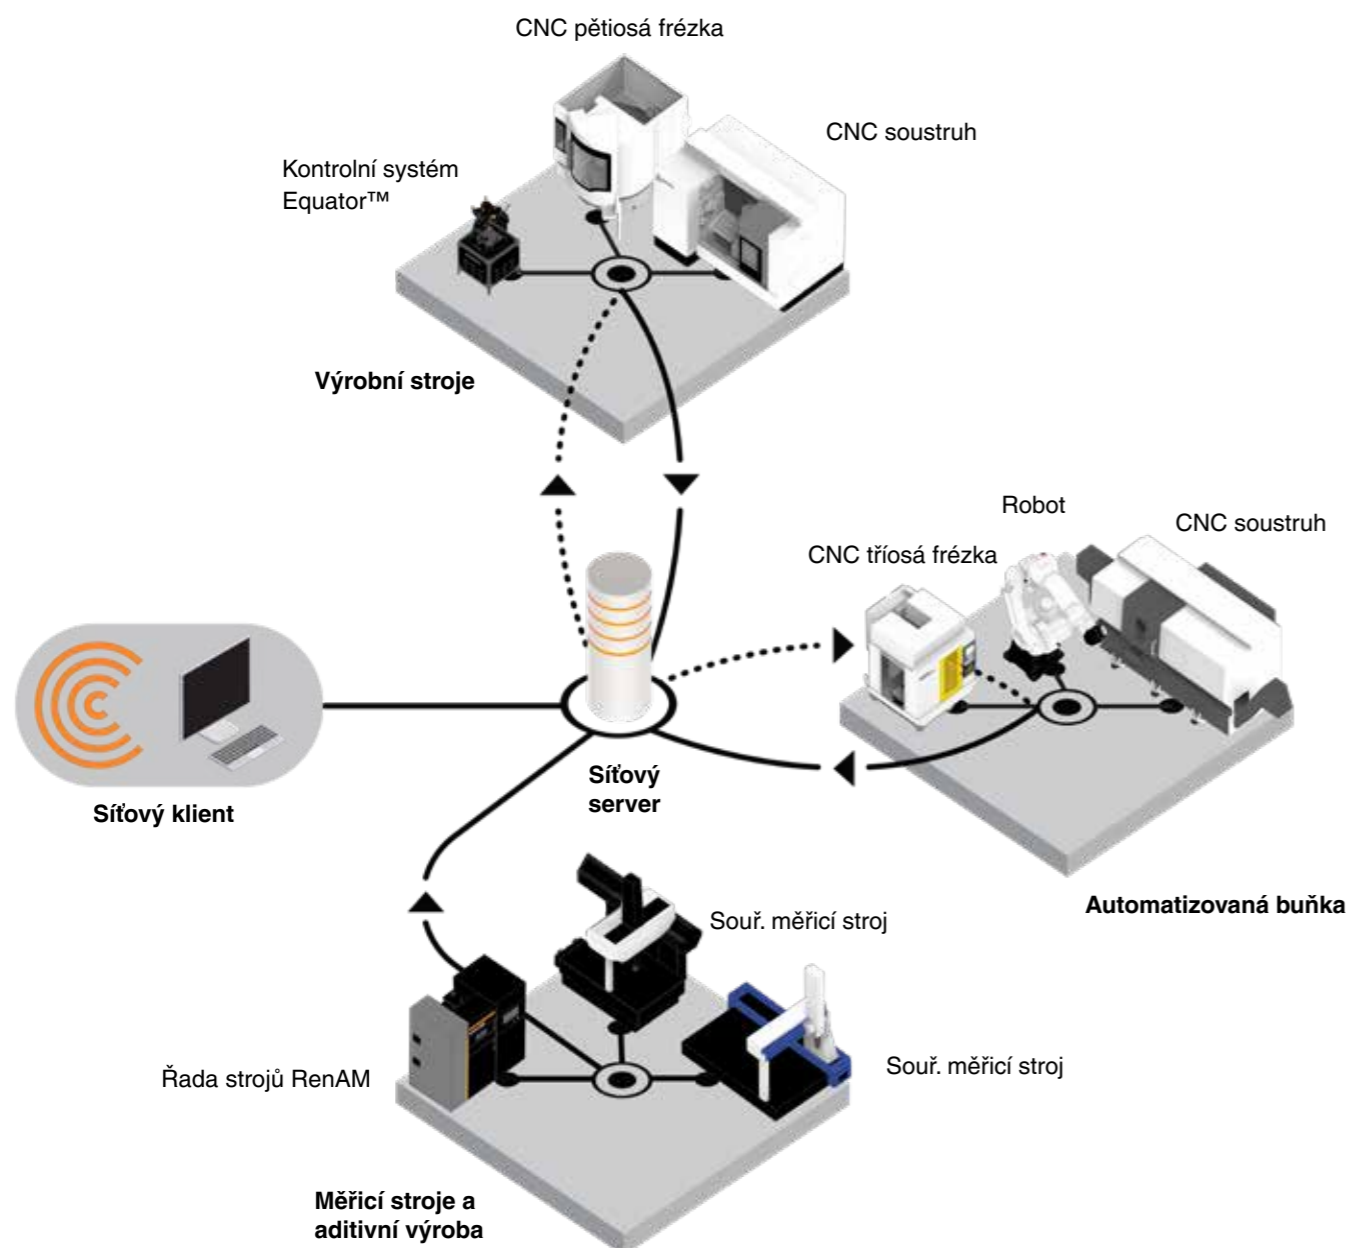 CNC pětiosá frézka
CNC soustruh
Kontrolní systém
Equator™
Výrobní stroje
Robot
CNC soustruh
CNC tříosá frézka
Síťový klient
Síťový
server
Automatizovaná buňka
Souř. měřicí stroj
Souř. měřicí stroj
Řada strojů RenAM
Měřicí stroje a
aditivní výroba